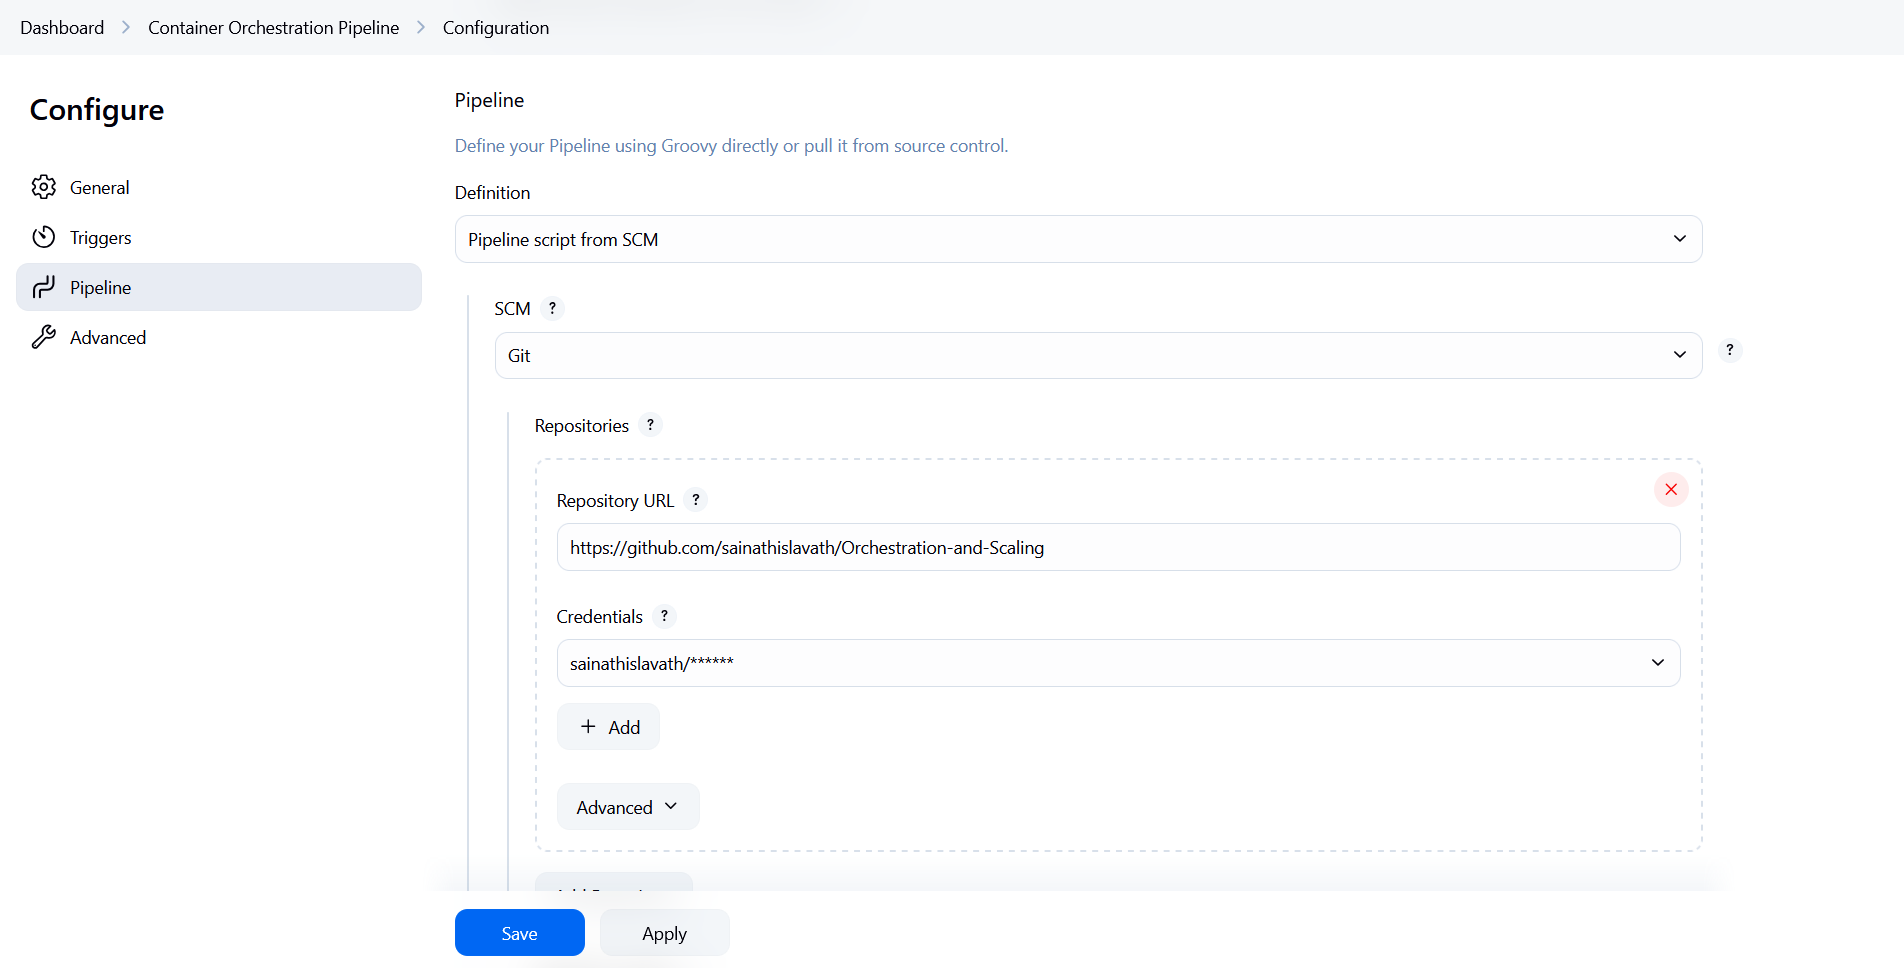 Dashboard > Container Orchestration Pipeline > Configuration
Configure
General
Triggers
Pipeline
Advanced
Pipeline
Define your Pipeline using Groovy directly or pull it from source control.
Definition
Pipeline script from SCM
SCM ?
Git
?
Repositories ?
Repository URL ?
https://github.com/sainathislavath/Orchestration-and-Scaling
Credentials ?
sainathislavath/******
+ Add
Advanced
Save
Apply